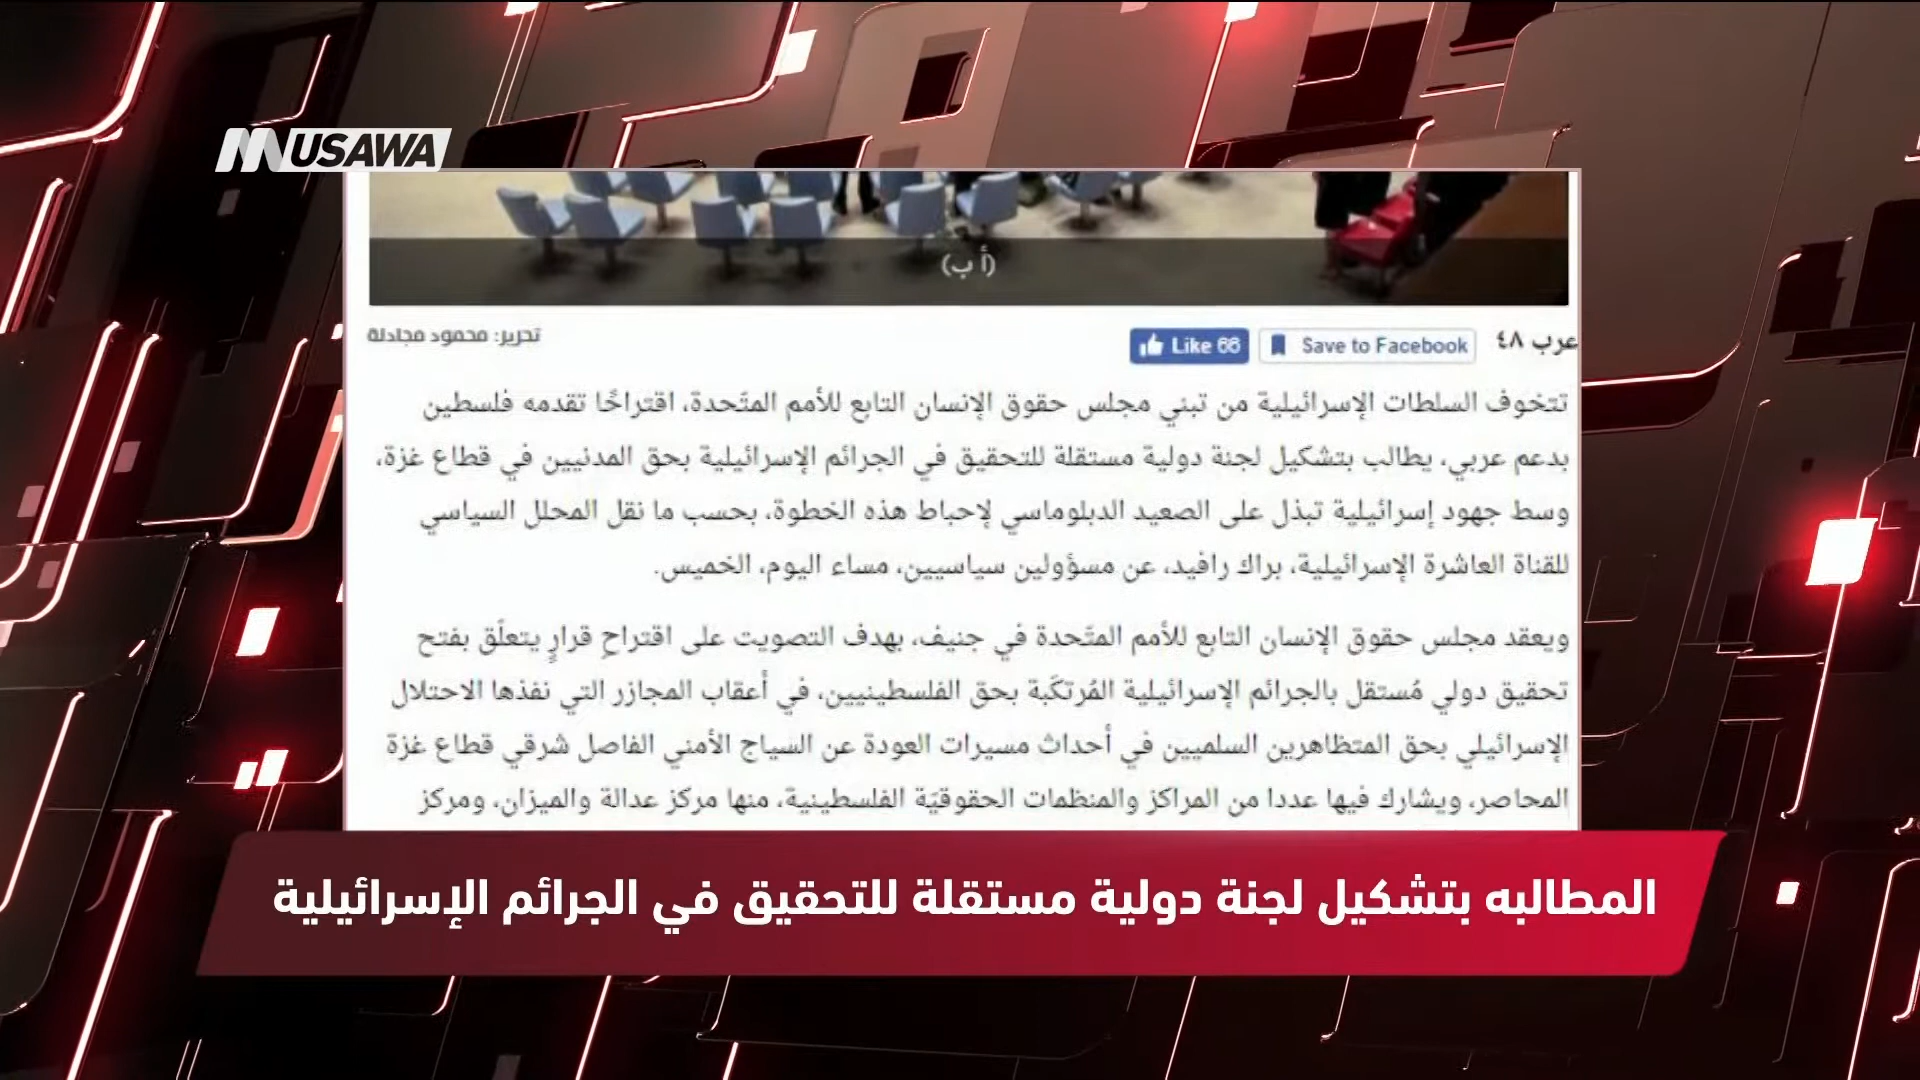 MUSAWA
(أ ب)
عرب ٤٨
Save to Facebook
Like 66
تحرير: محمود مجادلة
تتخوف السلطات الإسرائيلية من تبني مجلس حقوق الإنسان التابع للأمم المتّحدة، اقتراحًا تقدمه فلسطين
بدعم عربي، يطالب بتشكيل لجنة دولية مستقلة للتحقيق في الجرائم الإسرائيلية بحق المدنيين في قطاع غزة،
وسط جهود إسرائيلية تبذل على الصعيد الدبلوماسي لإحباط هذه الخطوة، بحسب ما نقل المحلل السياسي
للقناة العاشرة الإسرائيلية، براك رافيد، عن مسؤولين سياسيين، مساء اليوم، الخميس.
ويعقد مجلس حقوق الإنسان التابع للأمم المتّحدة في جنيف، بهدف التصويت على اقتراحِ قرارٍ يتعلّق بفتح
تحقيق دولي مُستقل بالجرائم الإسرائيلية المُرتكَبة بحق الفلسطينيين، في أعقاب المجازر التي نفذها الاحتلال
الإسرائيلي بحق المتظاهرين السلميين في أحداث مسيرات العودة عن السياج الأمني الفاصل شرقي قطاع غزة
المحاصر، ويشارك فيها عددا من المراكز والمنظمات الحقوقيّة الفلسطينية، منها مركز عدالة والميزان، ومركز
المطالبه بتشكيل لجنة دولية مستقلة للتحقيق في الجرائم الإسرائيلية